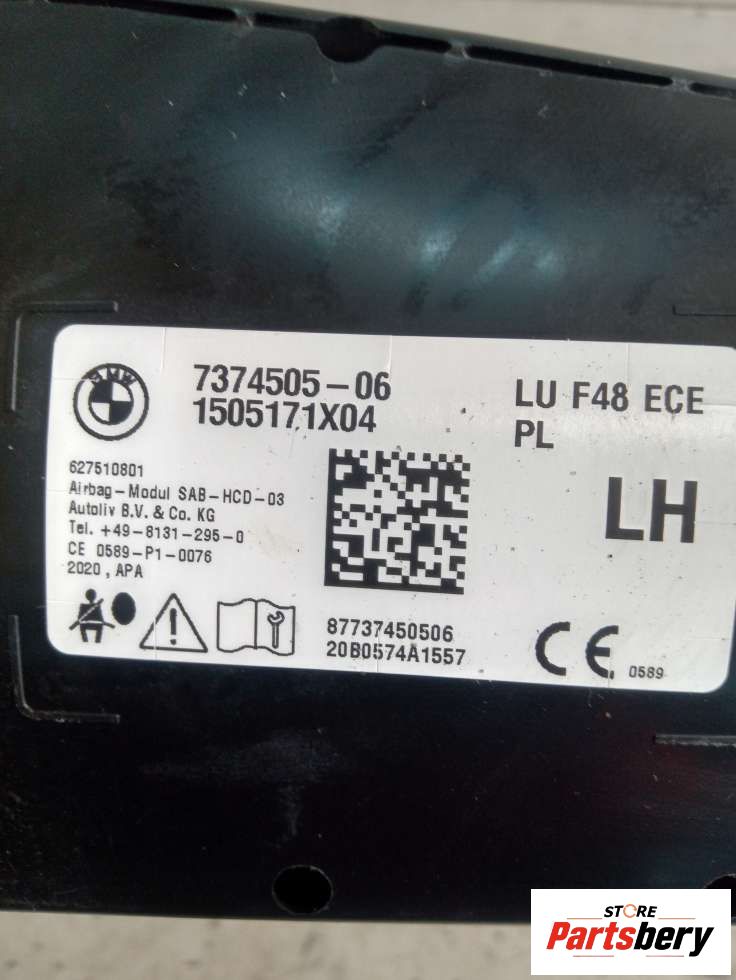 BMW
7374505-06
1505171X04
LU F48 ECE
PL
LH
627510801
Airbag-Modul SAB-HCD-03
Autoliv B.V. & Co. KG
Tel. +49-8131-295-0
CE 0589-P1-0076
2020, APA
87737450506
20B0574A1557
CE 0589
STORE
Partsbery